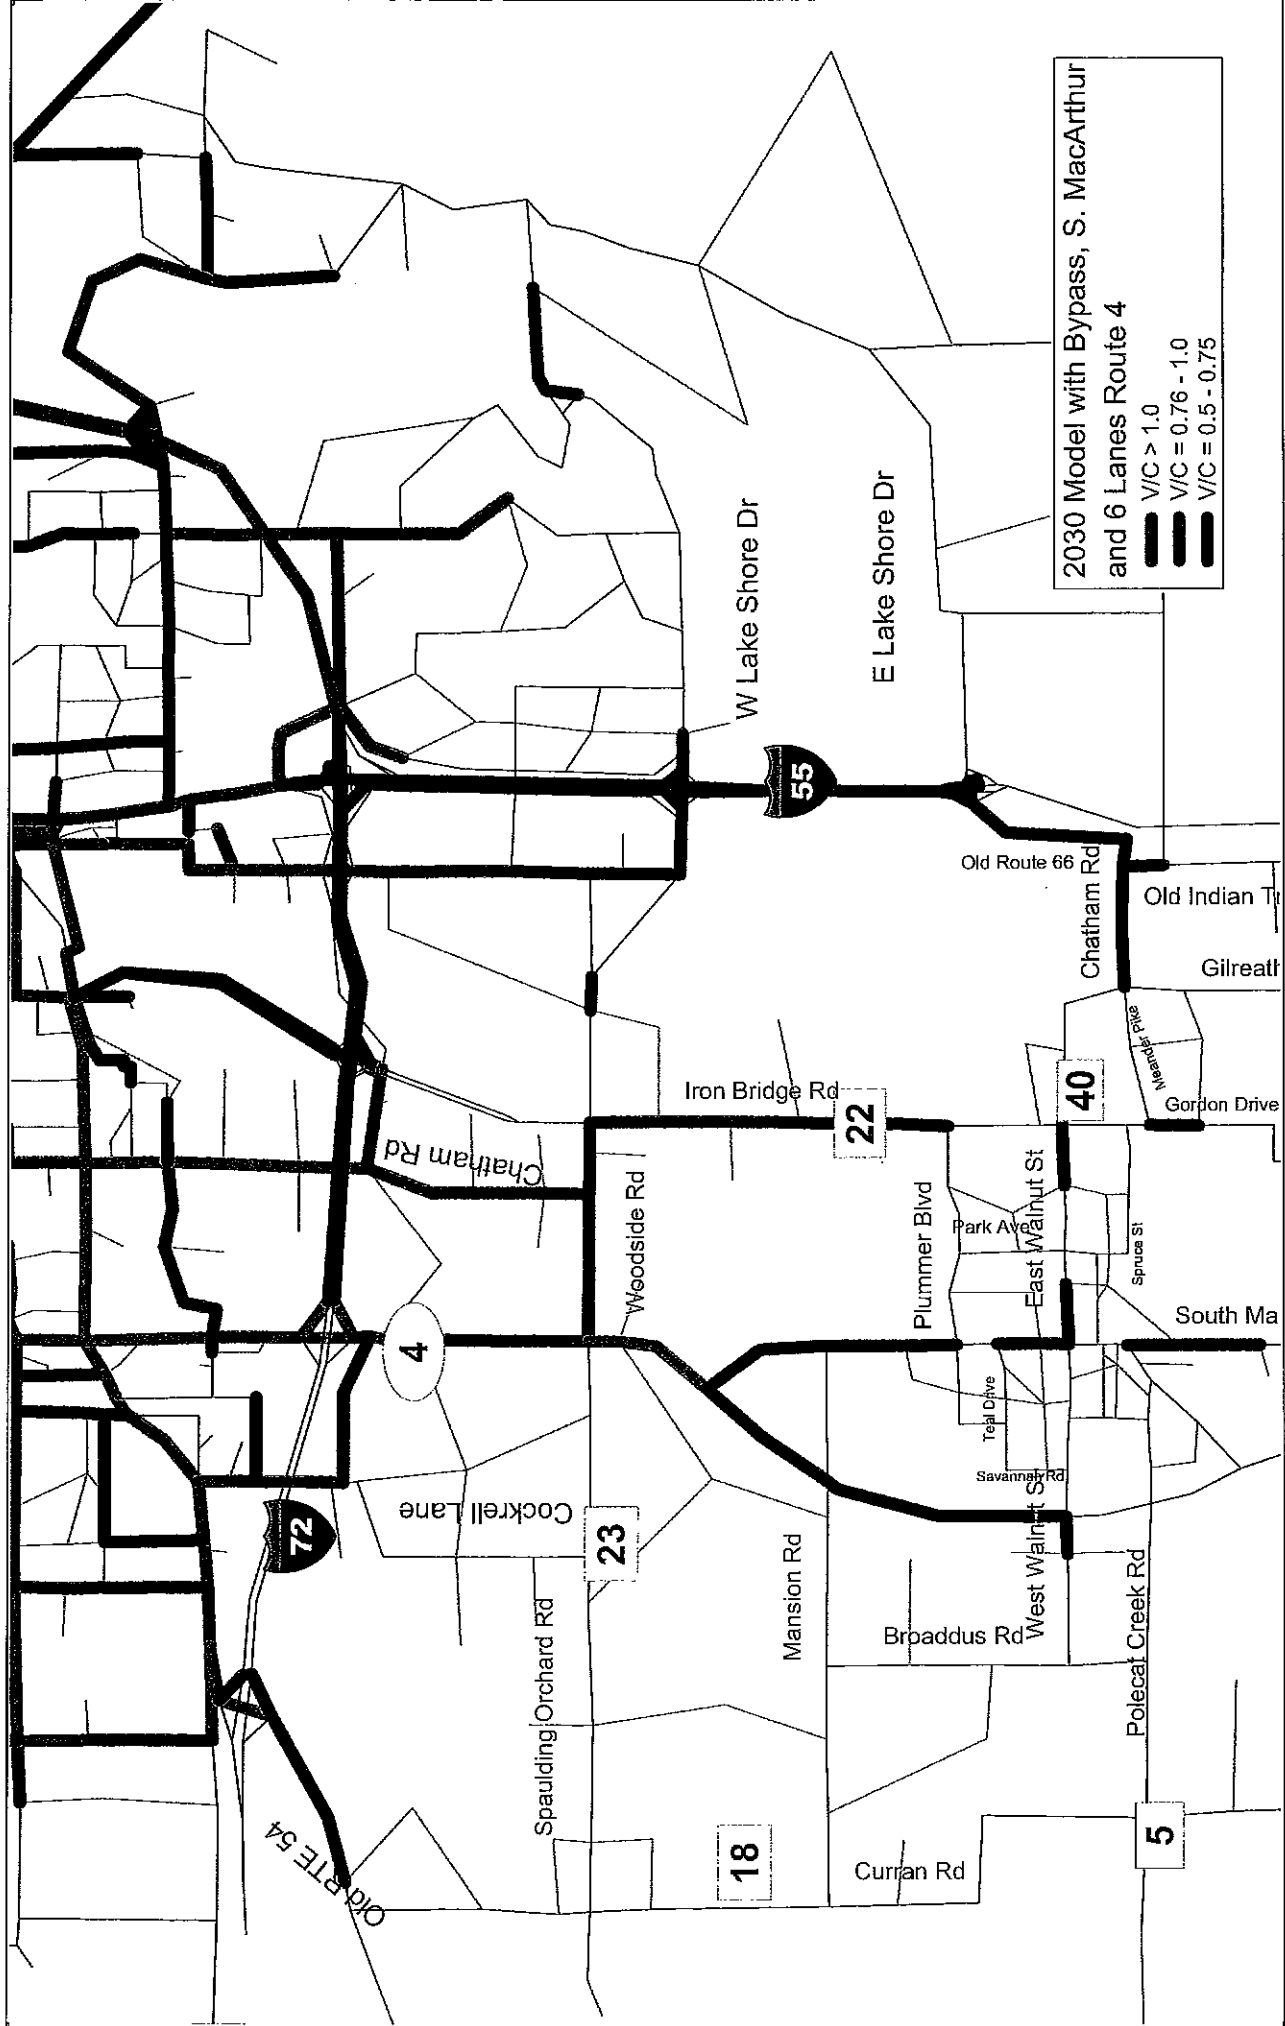 2030 Model with Bypass, S. MacArthur
and 6 Lanes Route 4
V/C > 1.0
V/C = 0.76 - 1.0
V/C = 0.5 - 0.75
W Lake Shore Dr
E Lake Shore Dr
55
Old Route 66
Chatham Rd
Old Indian Tr
Gilreath
Meander Pike
Gordon Drive
40
Iron Bridge Rd
22
Chatham Rd
Woodside Rd
Plummer Blvd
Park Ave
East Walnut St
Spruce St
South Ma
4
Teal Drive
Savannah Rd
72
Cockrell Lane
23
Mansion Rd
West Walnut St
Broaddus Rd
Polecat Creek Rd
Spaulding Orchard Rd
Old RTE 54
18
Curran Rd
5